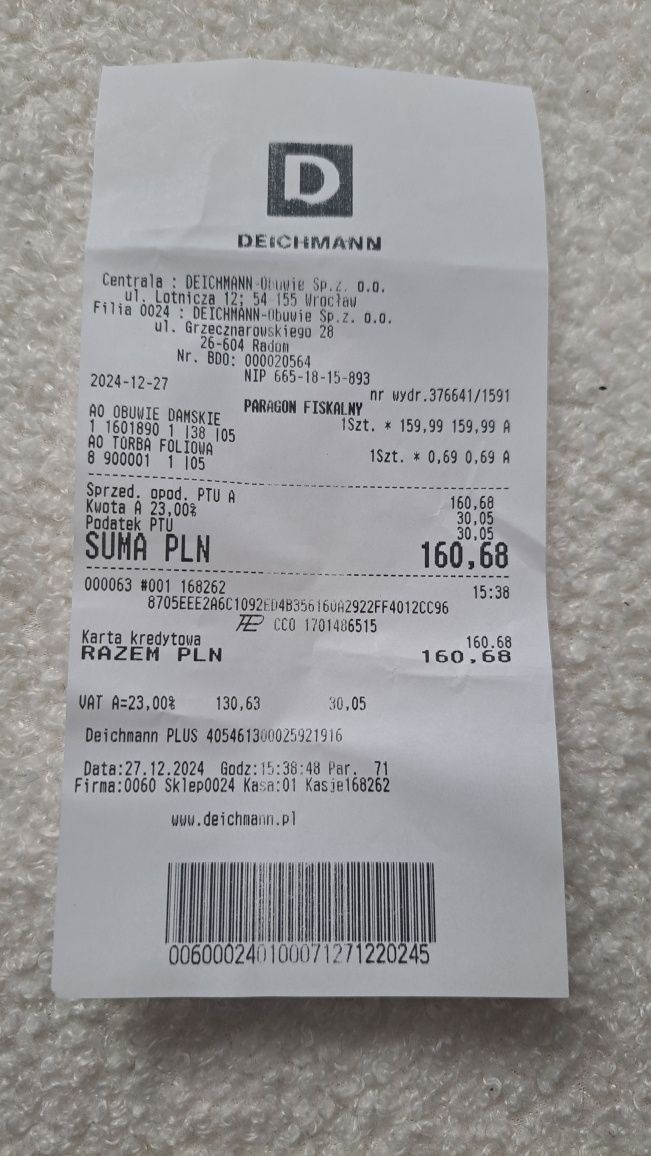 D
DEICHMANN
Centrala : DEICHMANN-Obuwie Sp.z. o.o.
ul. Lotnicza 12; 54-155 Wrocław
Filia 0024 : DEICHMANN-Obuwie Sp.z. o.o.
ul. Grzecznarowskiego 28
26-604 Radom
Nr. BDO: 000020564
NIP 665-18-15-893
2024-12-27 nr wydr.376641/1591
PARAGON FISKALNY
AO OBUWIE DAMSKIE 1Szt. * 159,99 159,99 A
1 1601890 1 |38 |05
AO TORBA FOLIOWA 1Szt. * 0,69 0,69 A
8 900001 1 |05
Sprzed. opod. PTU A 160,68
Kwota A 23,00% 30,05
Podatek PTU 30,05
SUMA PLN 160,68
000063 #001 168262 15:38
8705EEE2A6C1092ED4B356160A2922FF4012CC96
CCO 1701486515
Karta kredytowa 160.68
RAZEM PLN 160,68
VAT A=23,00% 130,63 30,05
Deichmann PLUS 405461300025921916
Data:27.12.2024 Godz:15:38:48 Par. 71
Firma:0060 Sklep0024 Kasa:01 Kasje168262
www.deichmann.pl
006000240100071271220245